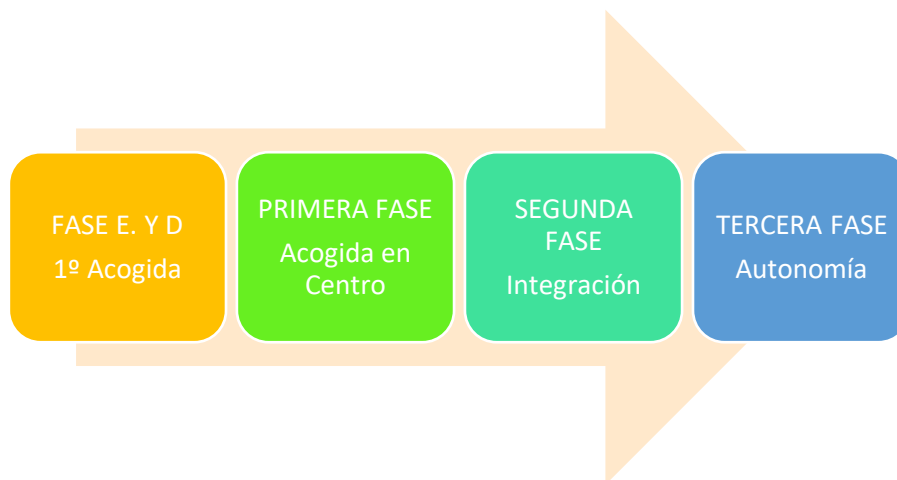 FASE E. Y D
1º Acogida
PRIMERA FASE
Acogida en
Centro
SEGUNDA
FASE
Integración
TERCERA FASE
Autonomía